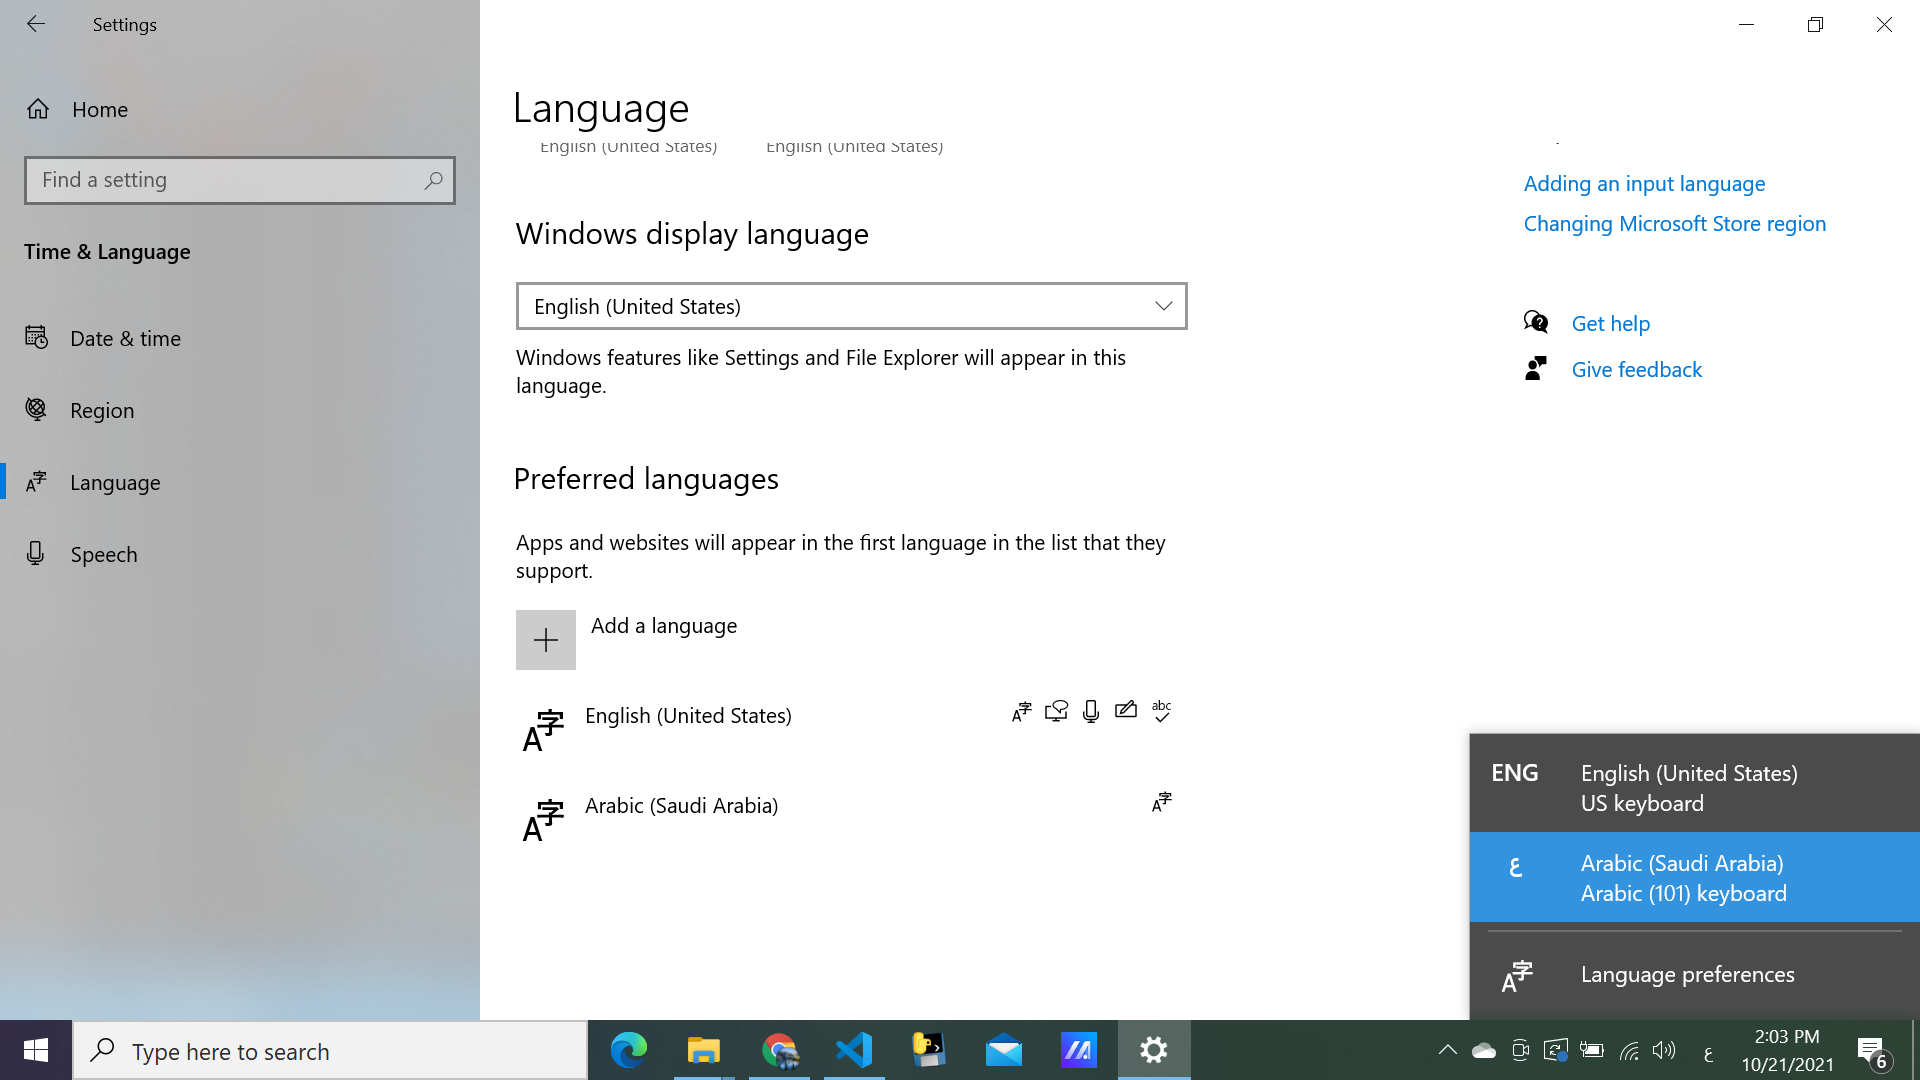 Settings
Home
Find a setting
Time & Language
Date & time
Region
Language
Speech
Language
English (United States) English (United States)
Windows display language
English (United States)
Windows features like Settings and File Explorer will appear in this
language.
Preferred languages
Apps and websites will appear in the first language in the list that they
support.
Add a language
English (United States)
abc
Arabic (Saudi Arabia)
Adding an input language
Changing Microsoft Store region
Get help
Give feedback
ENG English (United States)
US keyboard
ع Arabic (Saudi Arabia)
Arabic (101) keyboard
Language preferences
Type here to search
ع
2:03 PM
10/21/2021
6